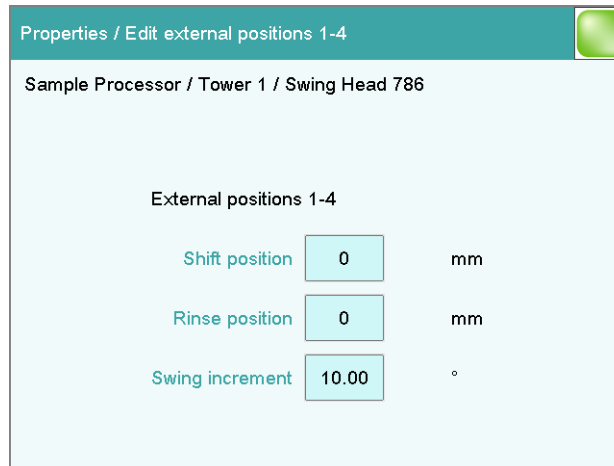 Properties / Edit external positions 1-4
Sample Processor / Tower 1 / Swing Head 786
External positions 1-4
Shift position 0 mm
Rinse position 0 mm
Swing increment 10.00 °